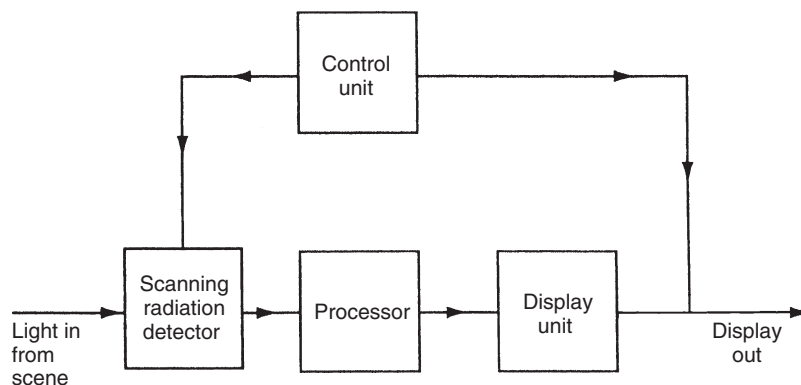 Control
unit
Scanning
radiation
detector
Processor
Display
unit
Light in
from
scene
Display
out